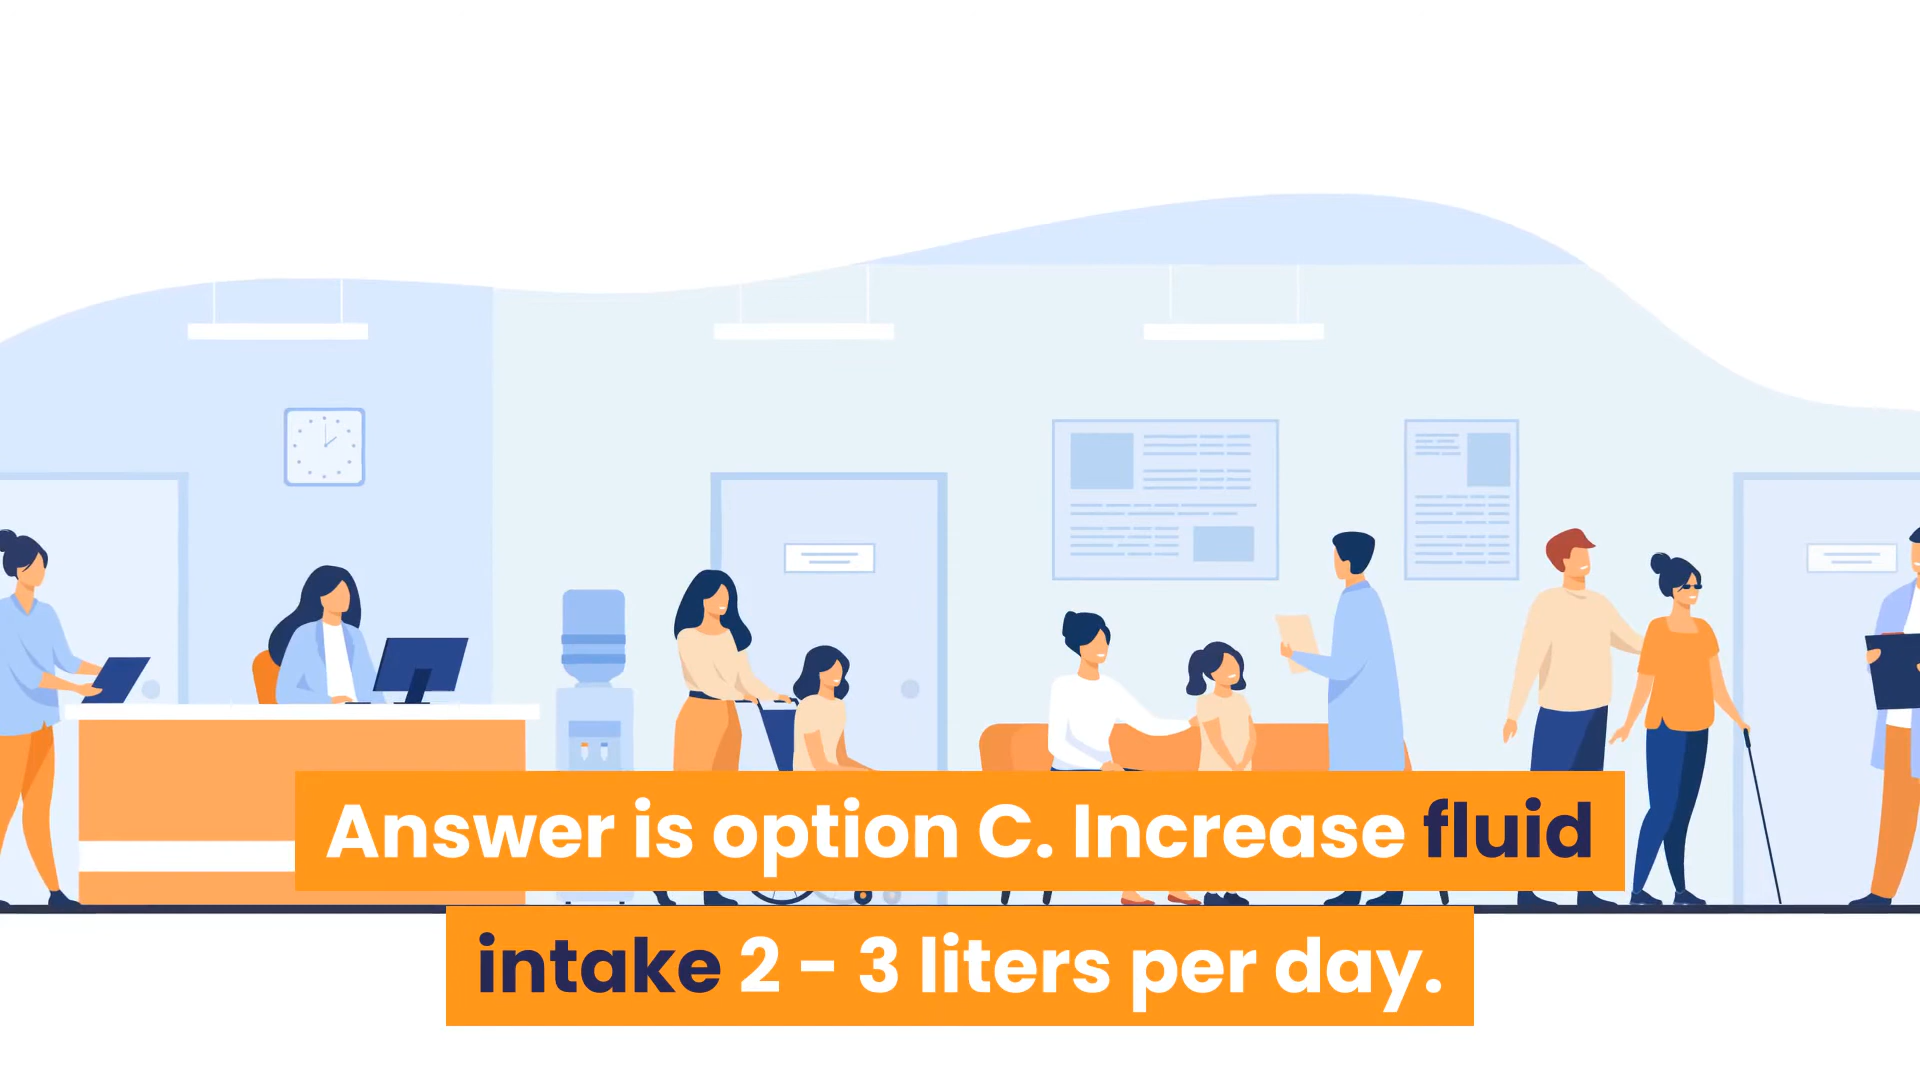 Answer is option C. Increase fluid
intake 2 - 3 liters per day.